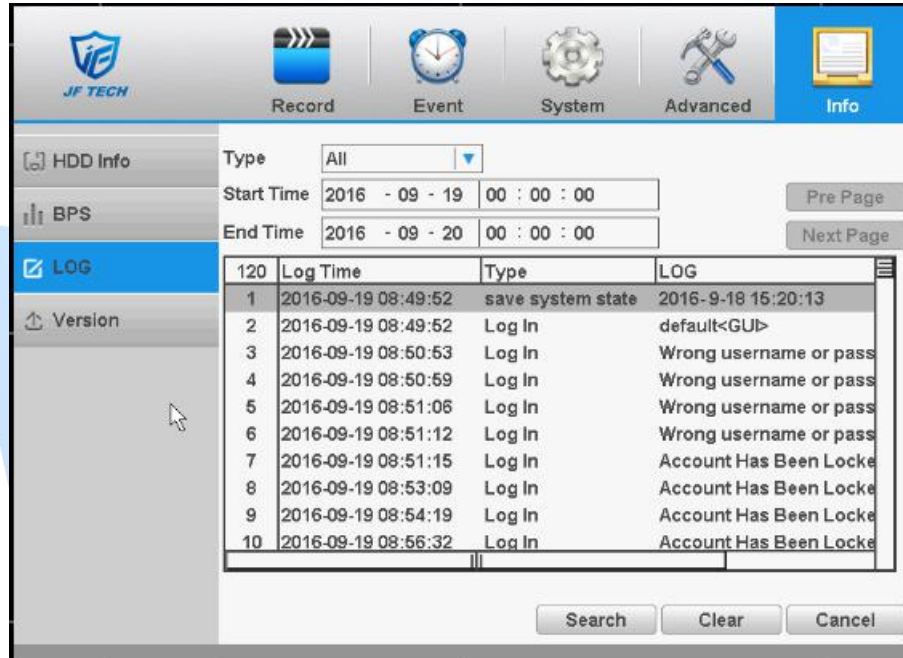 JF TECH
Record Event System Advanced Info
HDD Info
BPS
LOG
Version
Type All
Start Time 2016 - 09 - 19 00 : 00 : 00
Pre Page
End Time 2016 - 09 - 20 00 : 00 : 00
Next Page
120 Log Time Type LOG
1 2016-09-19 08:49:52 save system state 2016-9-18 15:20:13
2 2016-09-19 08:49:52 Log In default<GUI>
3 2016-09-19 08:50:53 Log In Wrong username or pass
4 2016-09-19 08:50:59 Log In Wrong username or pass
5 2016-09-19 08:51:06 Log In Wrong username or pass
6 2016-09-19 08:51:12 Log In Wrong username or pass
7 2016-09-19 08:51:15 Log In Account Has Been Locke
8 2016-09-19 08:53:09 Log In Account Has Been Locke
9 2016-09-19 08:54:19 Log In Account Has Been Locke
10 2016-09-19 08:56:32 Log In Account Has Been Locke
Search Clear Cancel